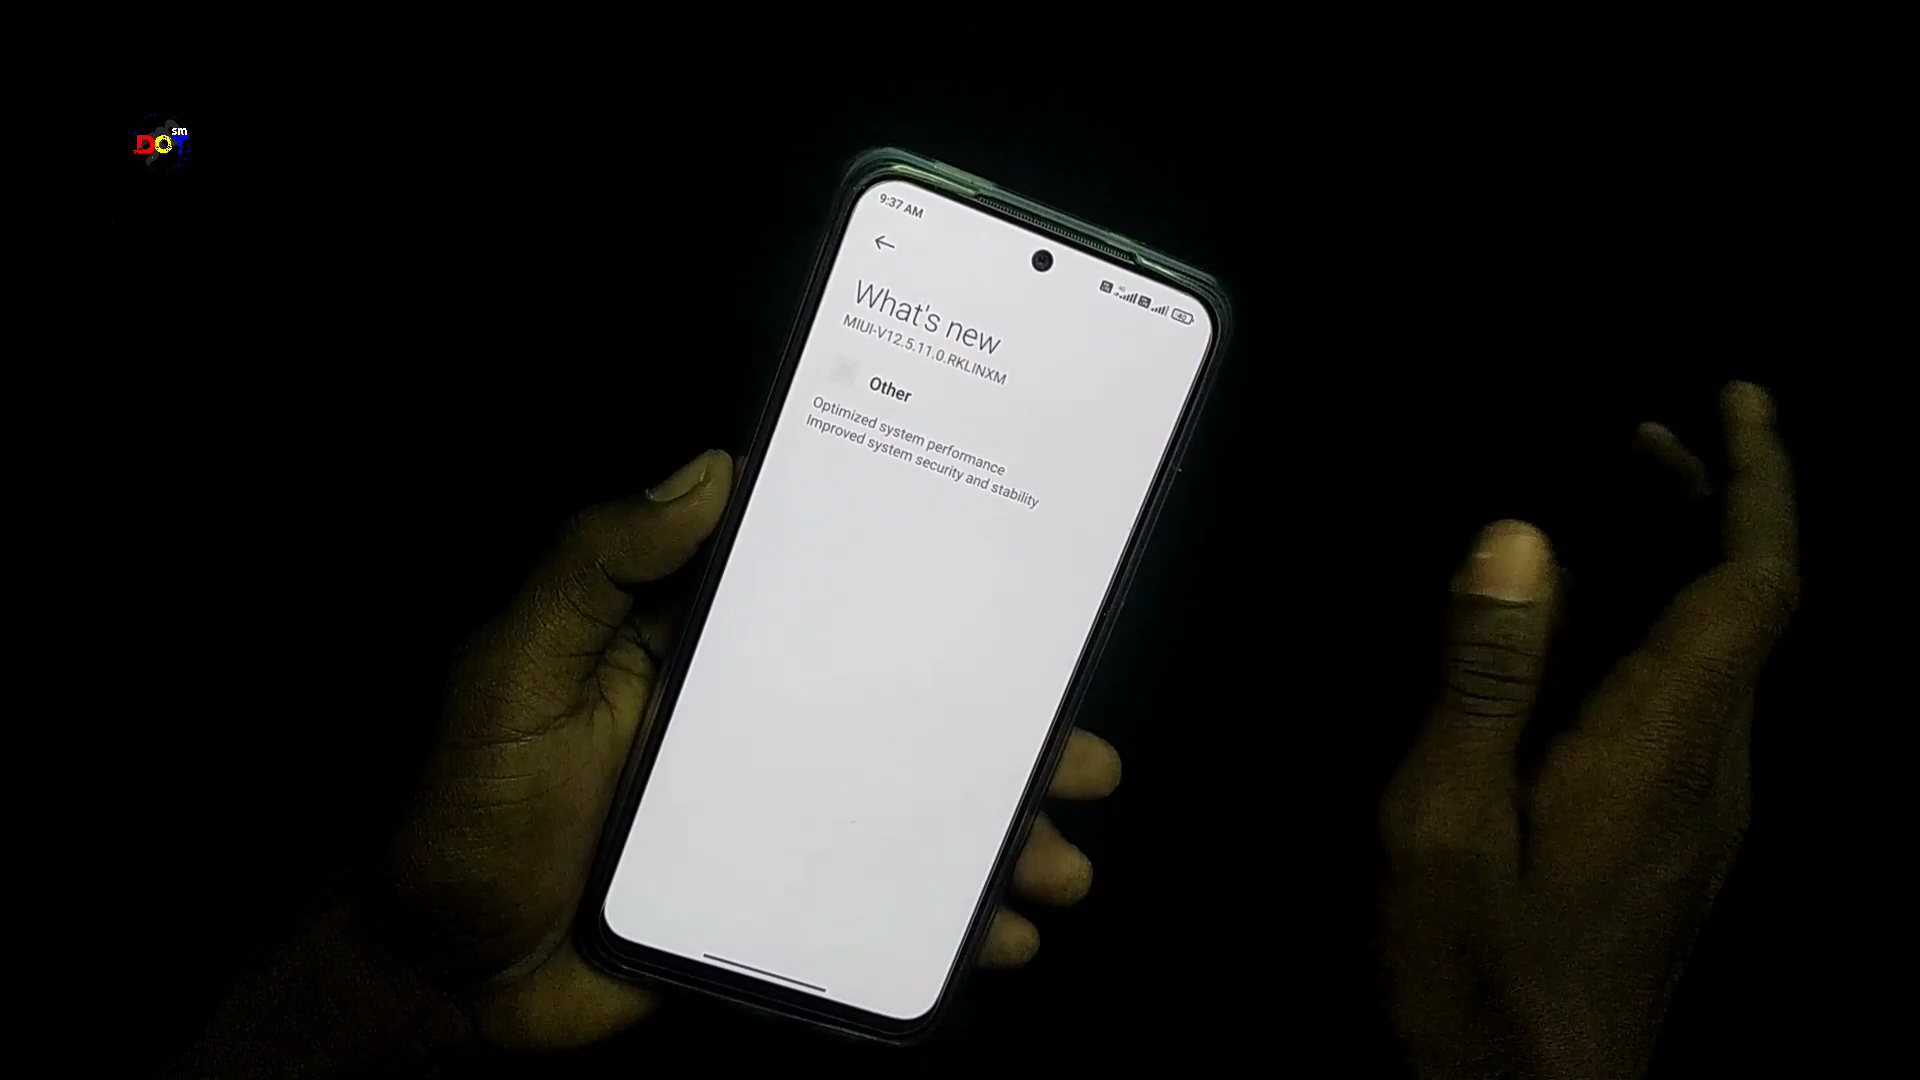 sm
DOT
9:37 AM
What's new
MIUI-V12.5.11.0.RKLINXM
Other
Optimized system performance
Improved system security and stability